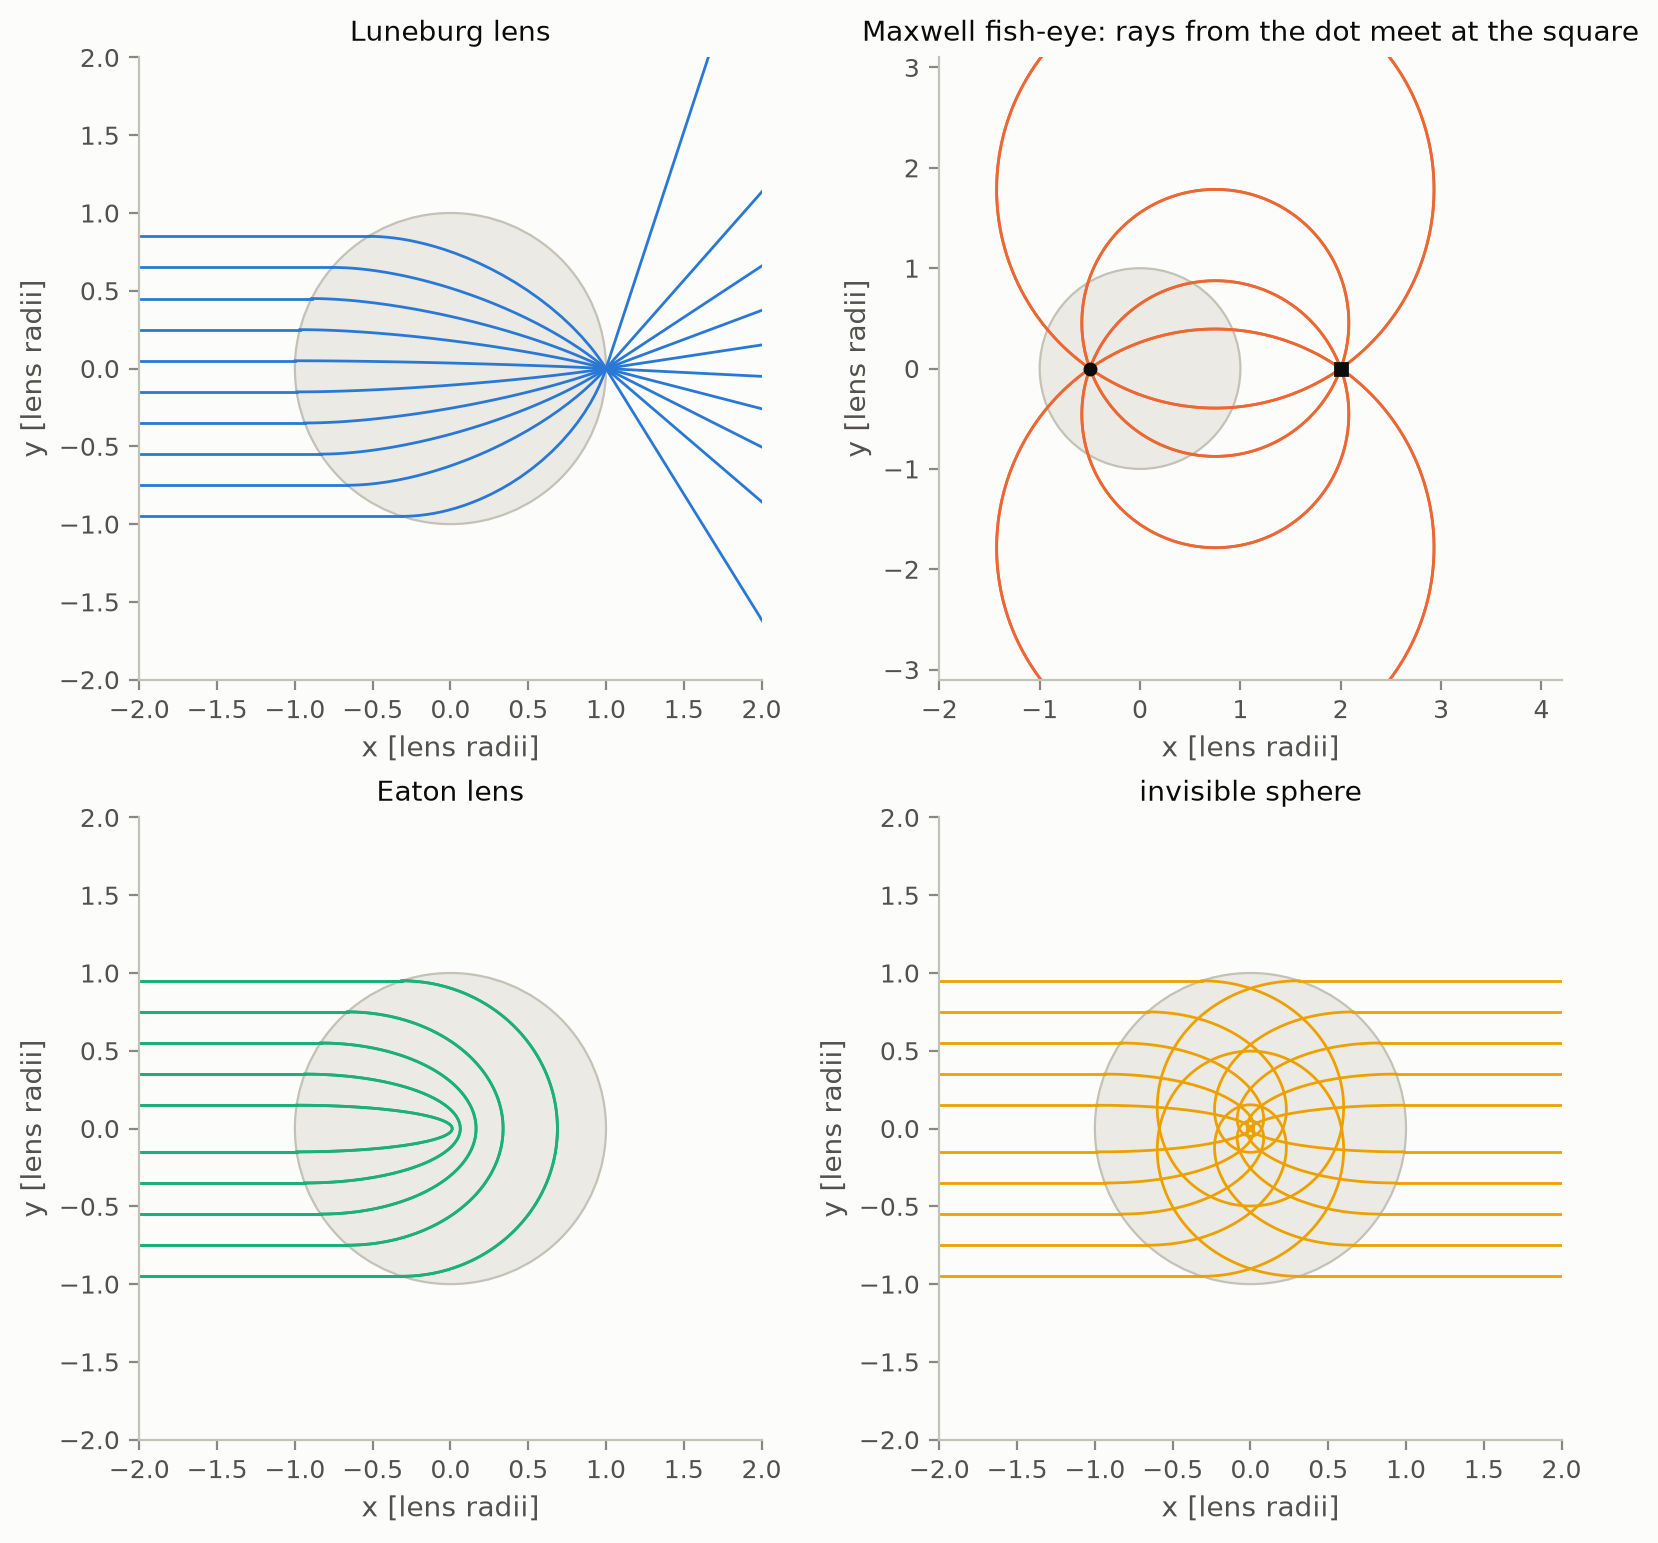 Luneburg lens
2.0
1.5
1.0
0.5
0.0
−0.5
−1.0
−1.5
−2.0
y [lens radii]
−2.0 −1.5 −1.0 −0.5 0.0 0.5 1.0 1.5 2.0
x [lens radii]
Maxwell fish-eye: rays from the dot meet at the square
3
2
1
0
−1
−2
−3
y [lens radii]
−2 −1 0 1 2 3 4
x [lens radii]
Eaton lens
2.0
1.5
1.0
0.5
0.0
−0.5
−1.0
−1.5
−2.0
y [lens radii]
−2.0 −1.5 −1.0 −0.5 0.0 0.5 1.0 1.5 2.0
x [lens radii]
invisible sphere
2.0
1.5
1.0
0.5
0.0
−0.5
−1.0
−1.5
−2.0
y [lens radii]
−2.0 −1.5 −1.0 −0.5 0.0 0.5 1.0 1.5 2.0
x [lens radii]